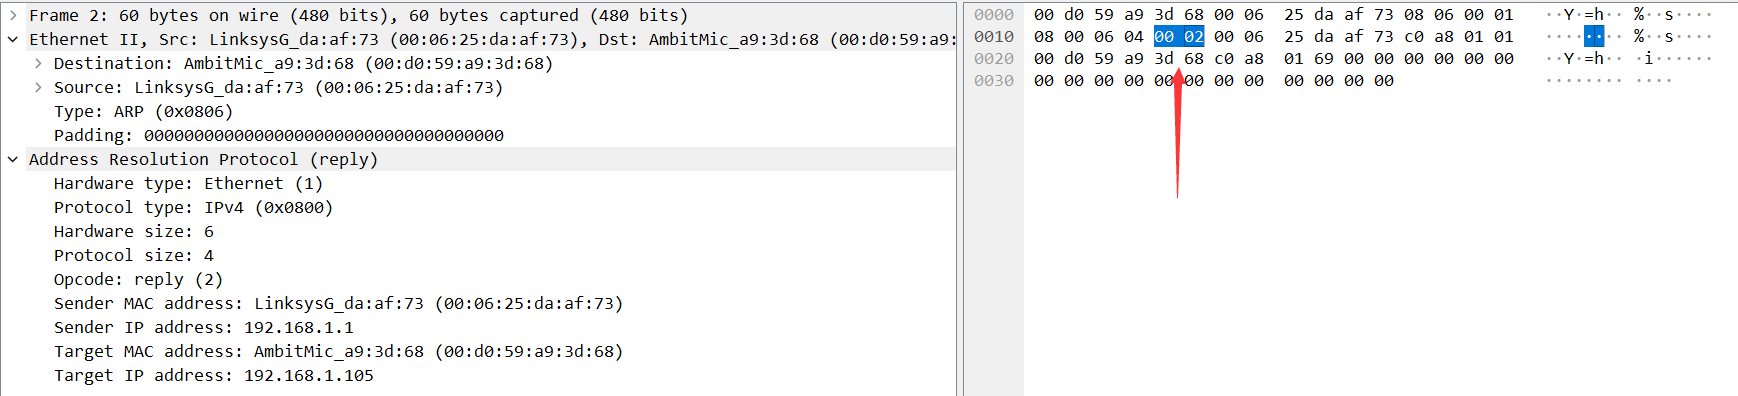 Frame 2: 60 bytes on wire (480 bits), 60 bytes captured (480 bits)
Ethernet II, Src: LinksysG_da:af:73 (00:06:25:da:af:73), Dst: AmbitMic_a9:3d:68 (00:d0:59:a9:
Destination: AmbitMic_a9:3d:68 (00:d0:59:a9:3d:68)
Source: LinksysG_da:af:73 (00:06:25:da:af:73)
Type: ARP (0x0806)
Padding: 000000000000000000000000000000000000
Address Resolution Protocol (reply)
Hardware type: Ethernet (1)
Protocol type: IPv4 (0x0800)
Hardware size: 6
Protocol size: 4
Opcode: reply (2)
Sender MAC address: LinksysG_da:af:73 (00:06:25:da:af:73)
Sender IP address: 192.168.1.1
Target MAC address: AmbitMic_a9:3d:68 (00:d0:59:a9:3d:68)
Target IP address: 192.168.1.105
0000 00 d0 59 a9 3d 68 00 06 25 da af 73 08 06 00 01 ··Y·=h·· %··s····
0010 08 00 06 04 00 02 00 06 25 da af 73 c0 a8 01 01 ········ %··s····
0020 00 d0 59 a9 3d 68 c0 a8 01 69 00 00 00 00 00 00 ··Y·=h·· ·i······
0030 00 00 00 00 00 00 00 00 00 00 00 00 ········ ····